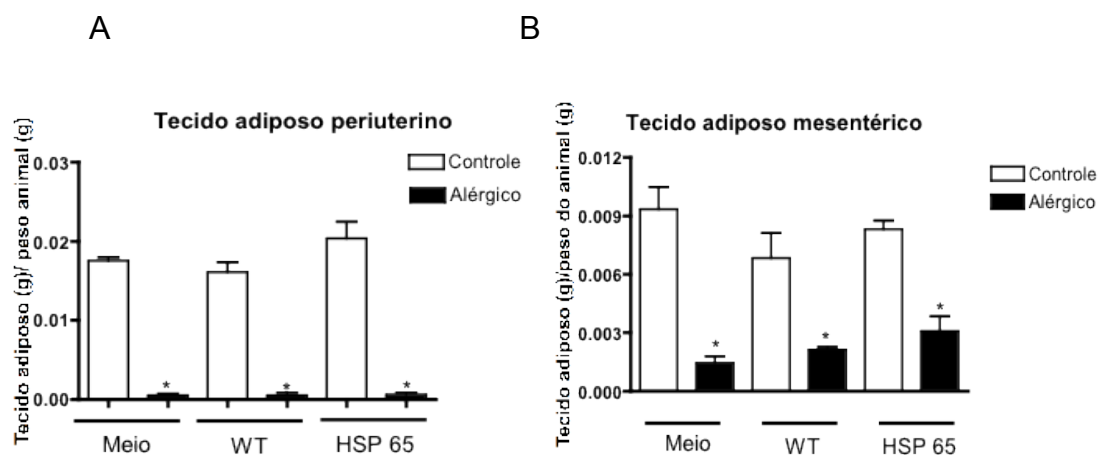 A
B
Tecido adiposo periuterino
Tecido adiposo (g)/ peso animal (g)
0.03
0.02
0.01
0.00
Controle
Alérgico
*
*
*
Meio
WT
HSP 65
Tecido adiposo mesentérico
Tecido adiposo (g)/peso do animal (g)
0.012
0.009
0.006
0.003
0.000
Controle
Alérgico
*
*
*
Meio
WT
HSP 65